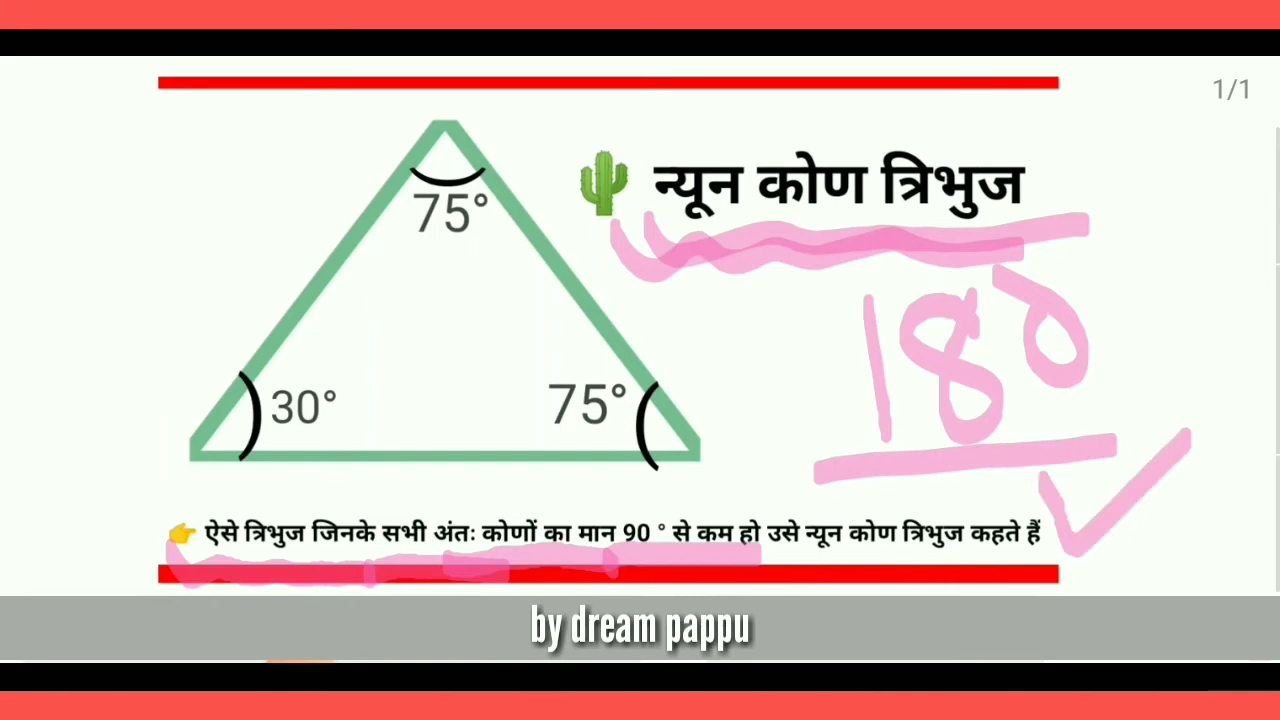 1/1
75°
न्यून कोण त्रिभुज
180
30°
75°
👉 ऐसे त्रिभुज जिनके सभी अंतः कोणों का मान 90 ° से कम हो उसे न्यून कोण त्रिभुज कहते हैं
by dream pappu